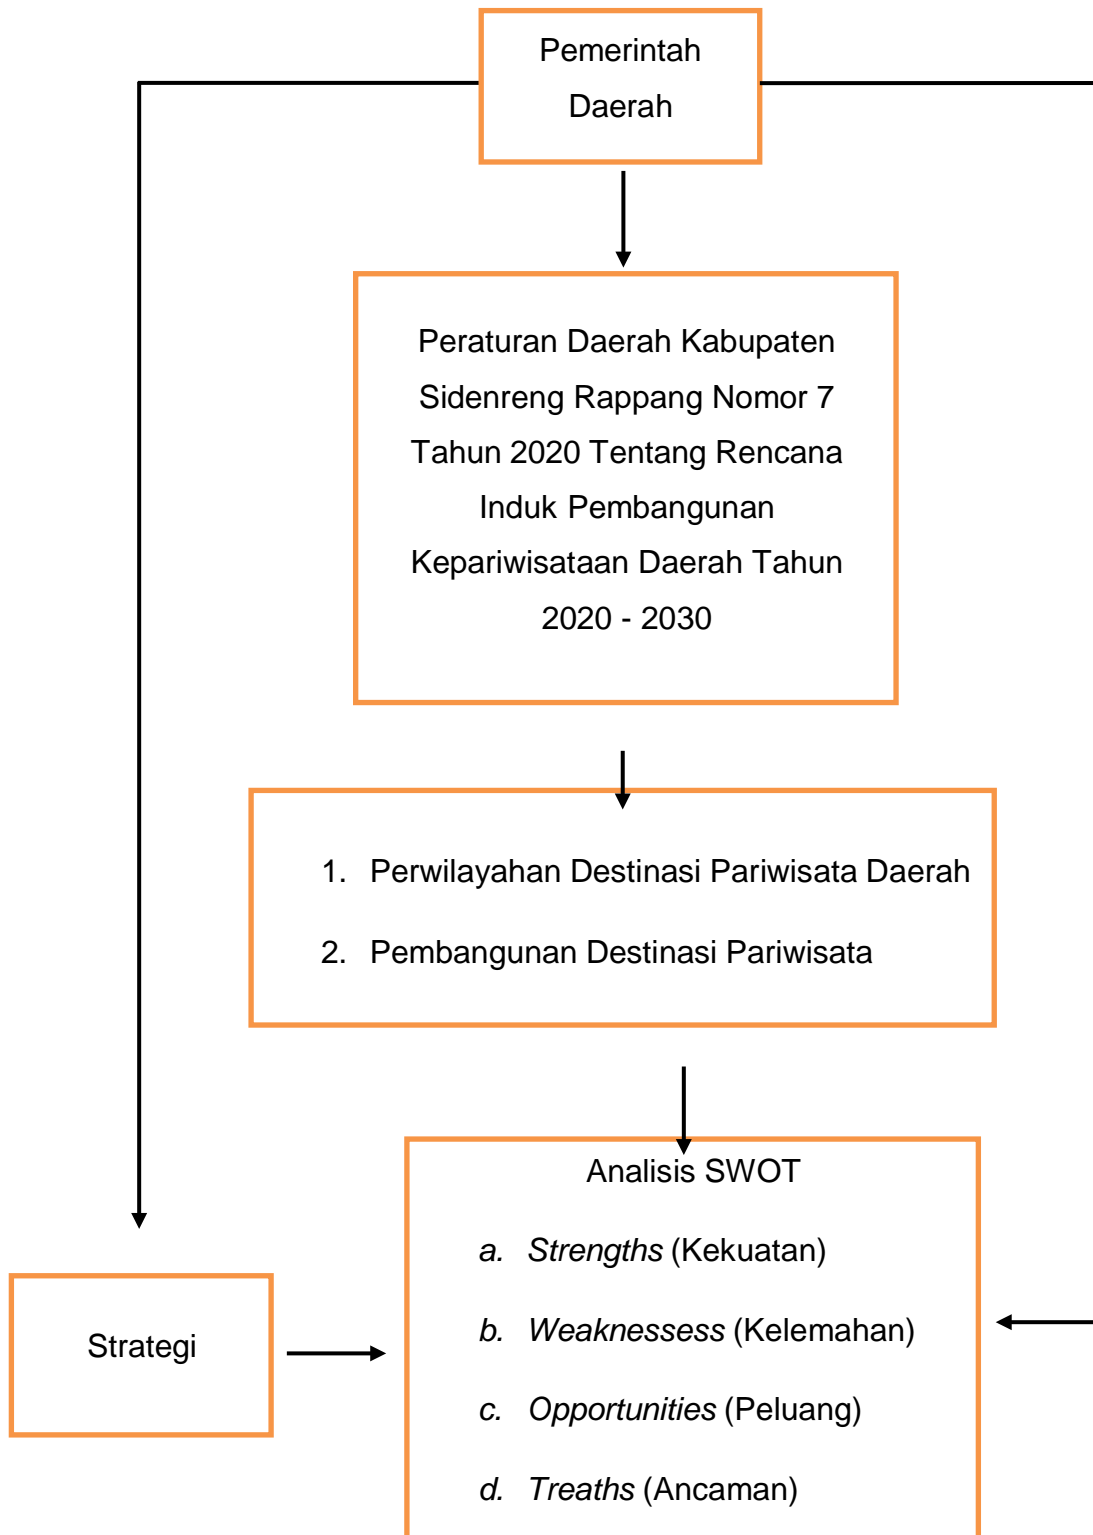 Pemerintah
Daerah
Peraturan Daerah Kabupaten
Sidenreng Rappang Nomor 7
Tahun 2020 Tentang Rencana
Induk Pembangunan
Kepariwisataan Daerah Tahun
2020 - 2030
1. Perwilayahan Destinasi Pariwisata Daerah
2. Pembangunan Destinasi Pariwisata
Analisis SWOT
a. Strengths (Kekuatan)
b. Weaknessess (Kelemahan)
c. Opportunities (Peluang)
d. Treaths (Ancaman)
Strategi